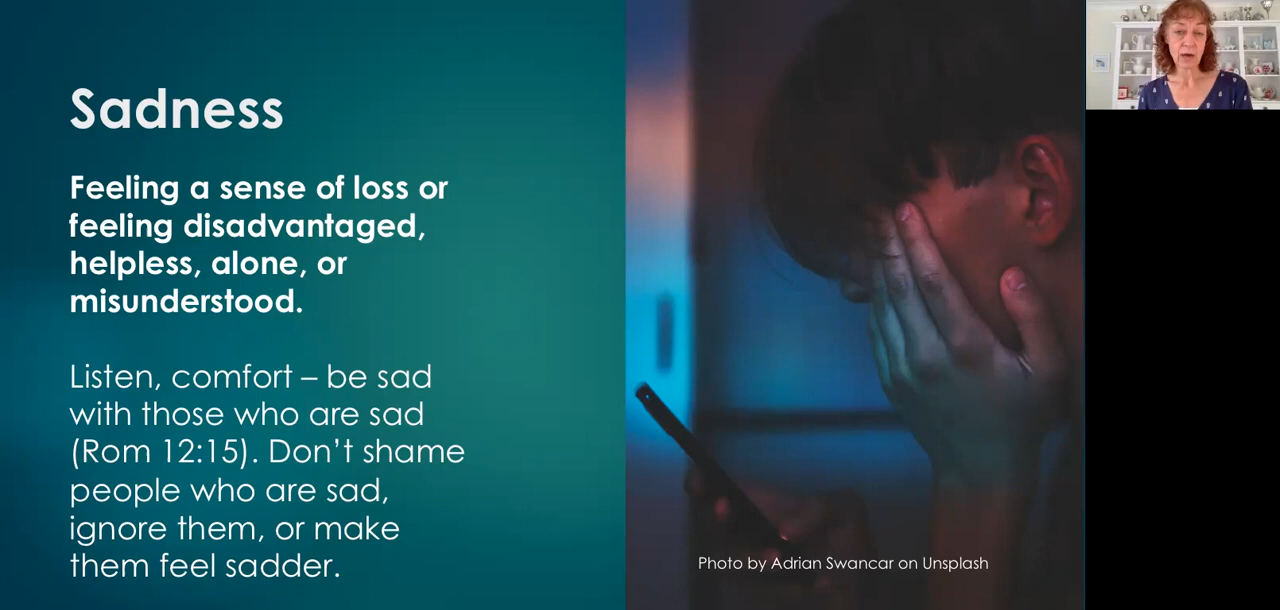 Sadness
Feeling a sense of loss or
feeling disadvantaged,
helpless, alone, or
misunderstood.
Listen, comfort – be sad
with those who are sad
(Rom 12:15). Don’t shame
people who are sad,
ignore them, or make
them feel sadder.
Photo by Adrian Swancar on Unsplash